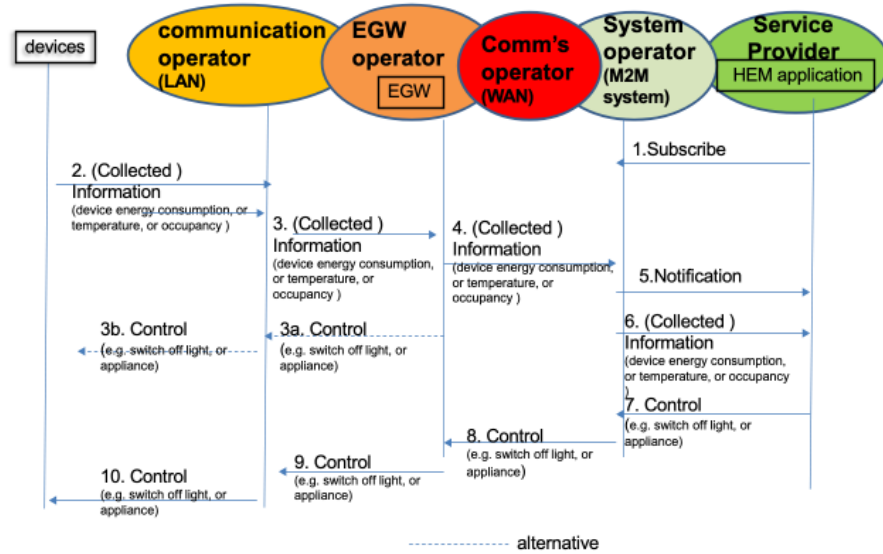 devices
communication
operator
(LAN)
EGW
operator
EGW
Comm's
operator
(WAN)
System
operator
(M2M
system)
Service
Provider
HEM application
1.Subscribe
2. (Collected )
Information
(device energy consumption, or
temperature, or occupancy )
3. (Collected )
Information
(device energy consumption,
or temperature, or
occupancy )
4. (Collected )
Information
(device energy consumption,
or temperature, or
occupancy )
5.Notification
6. (Collected )
Information
(device energy consumption,
or temperature, or occupancy
)
3b. Control
(e.g. switch off light, or
appliance)
3a. Control
(e.g. switch off light, or
appliance)
7. Control
(e.g. switch off light, or
appliance)
8. Control
(e.g. switch off light, or
appliance)
9. Control
(e.g. switch off light, or
appliance)
10. Control
(e.g. switch off light, or
appliance)
alternative